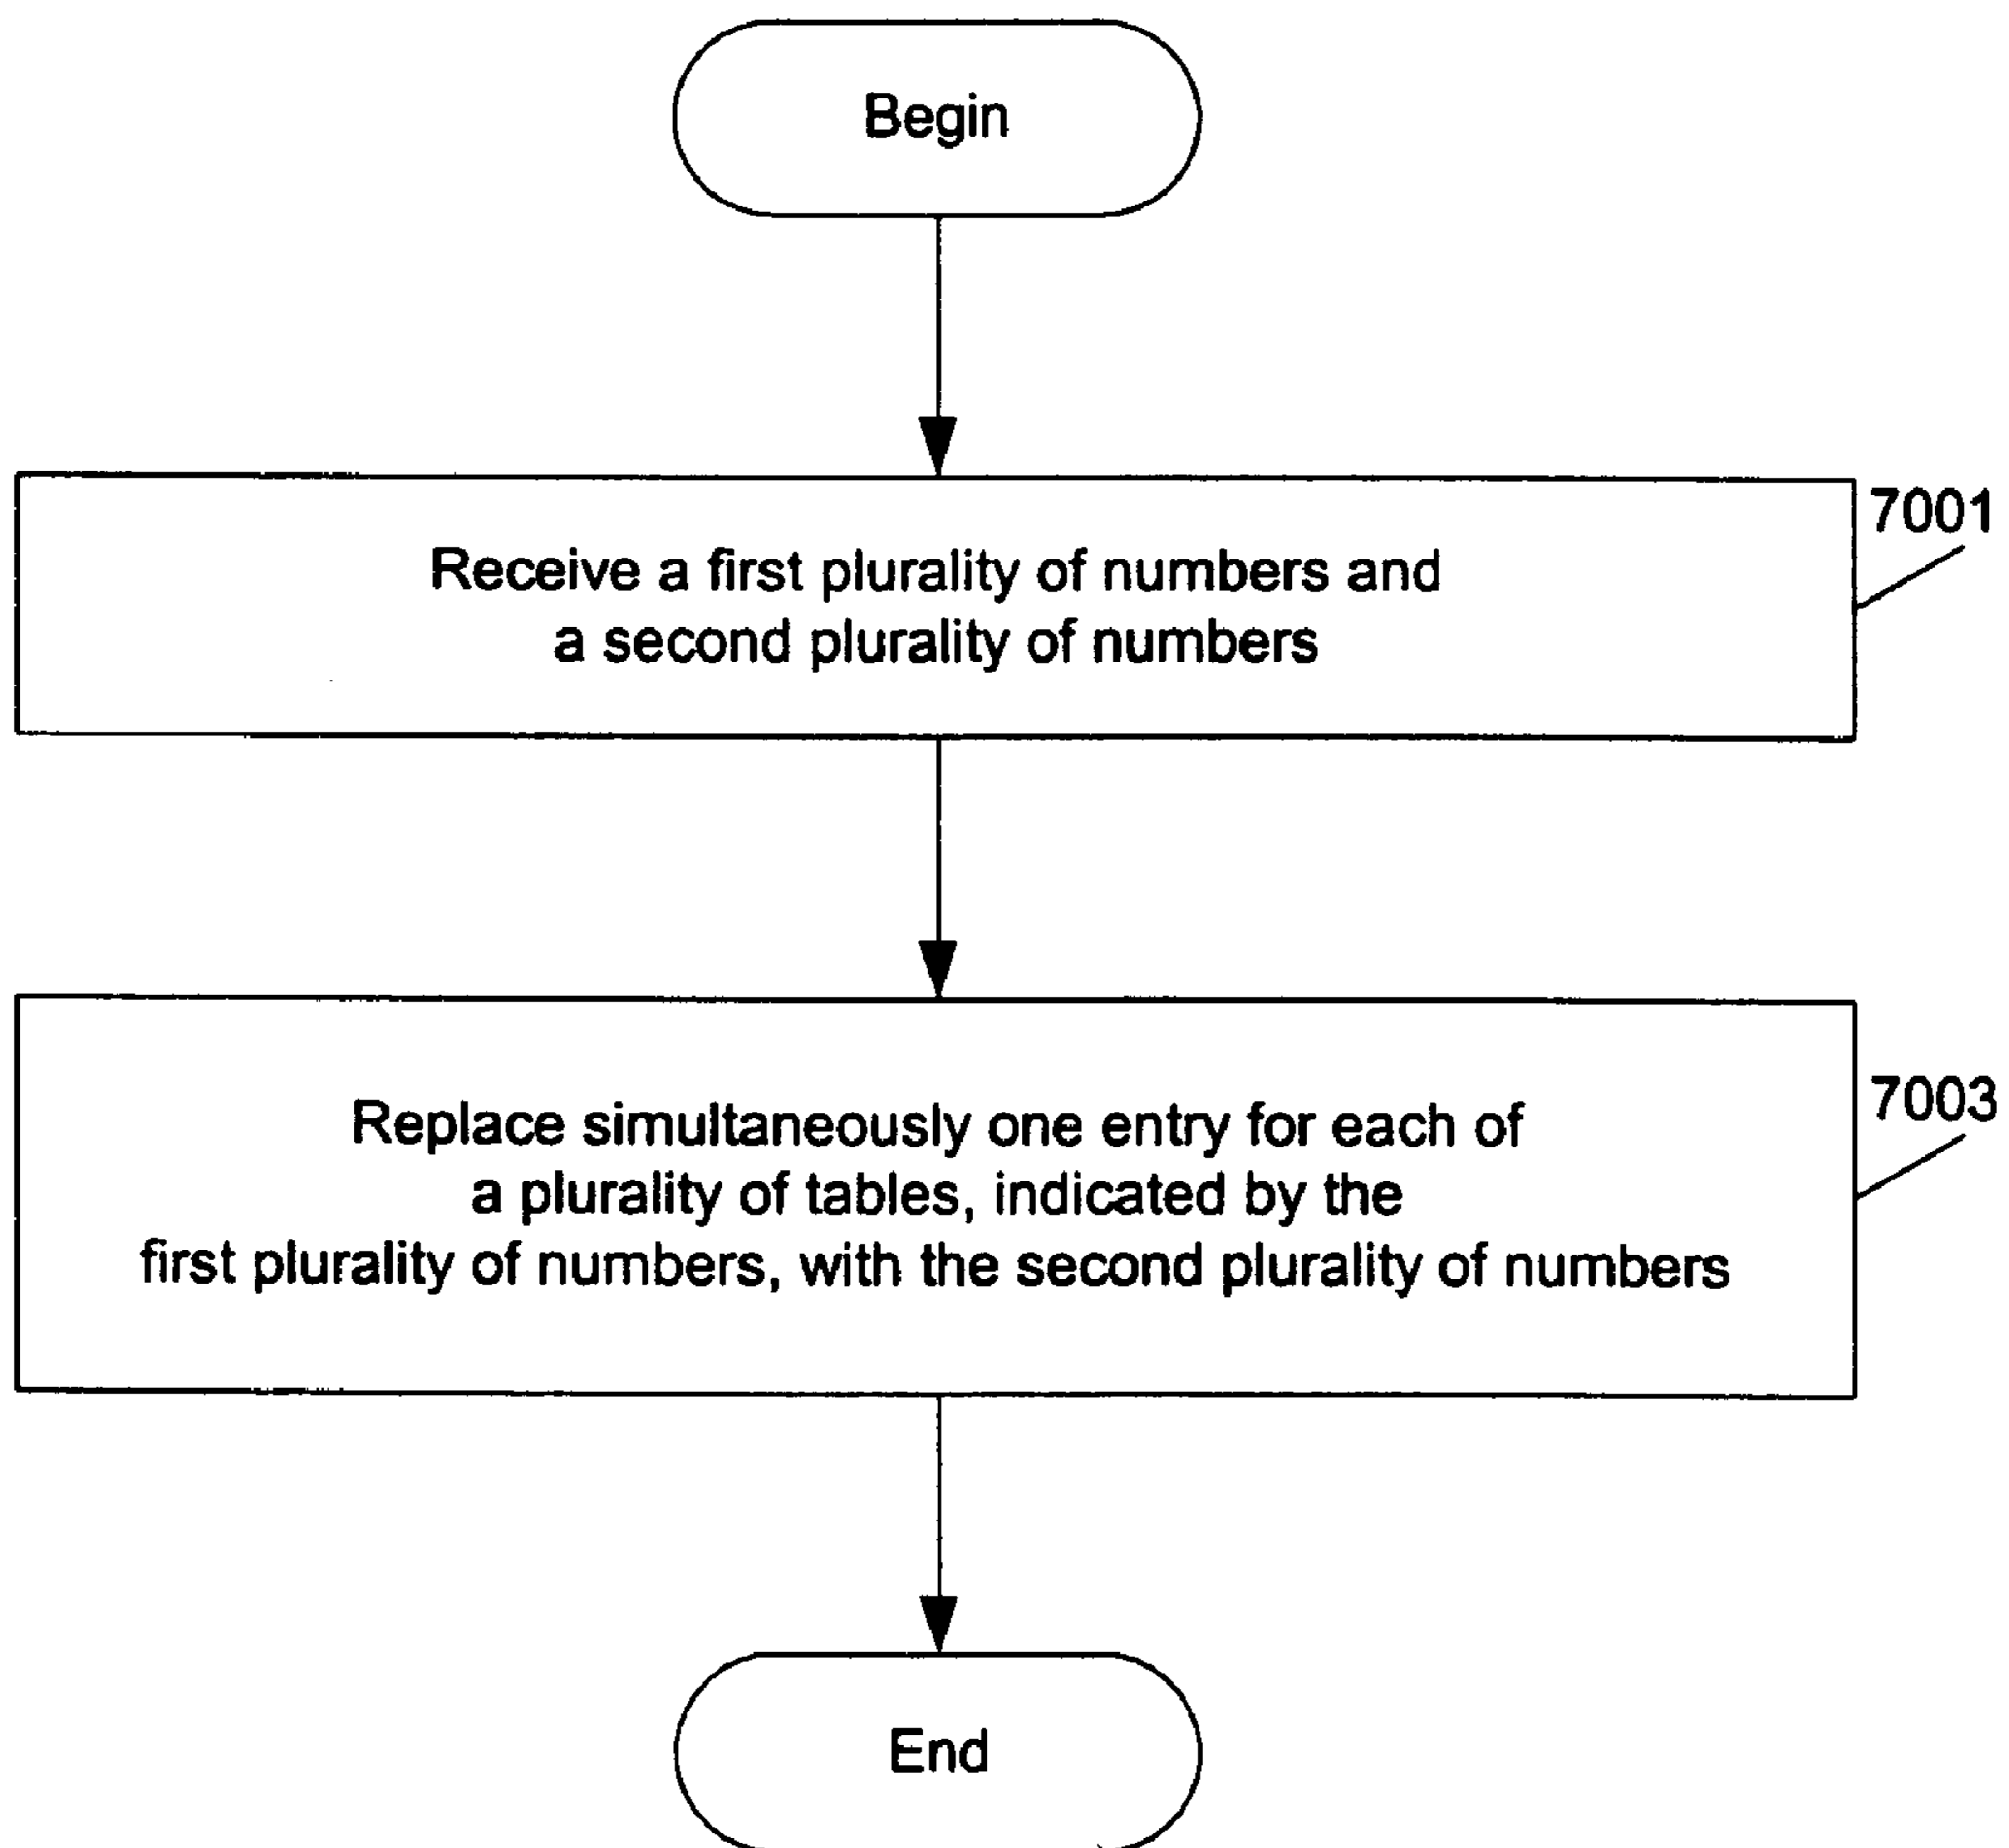 Begin
7001
Receive a first plurality of numbers and
a second plurality of numbers
7003
Replace simultaneously one entry for each of
a plurality of tables, indicated by the
first plurality of numbers, with the second plurality of numbers
End